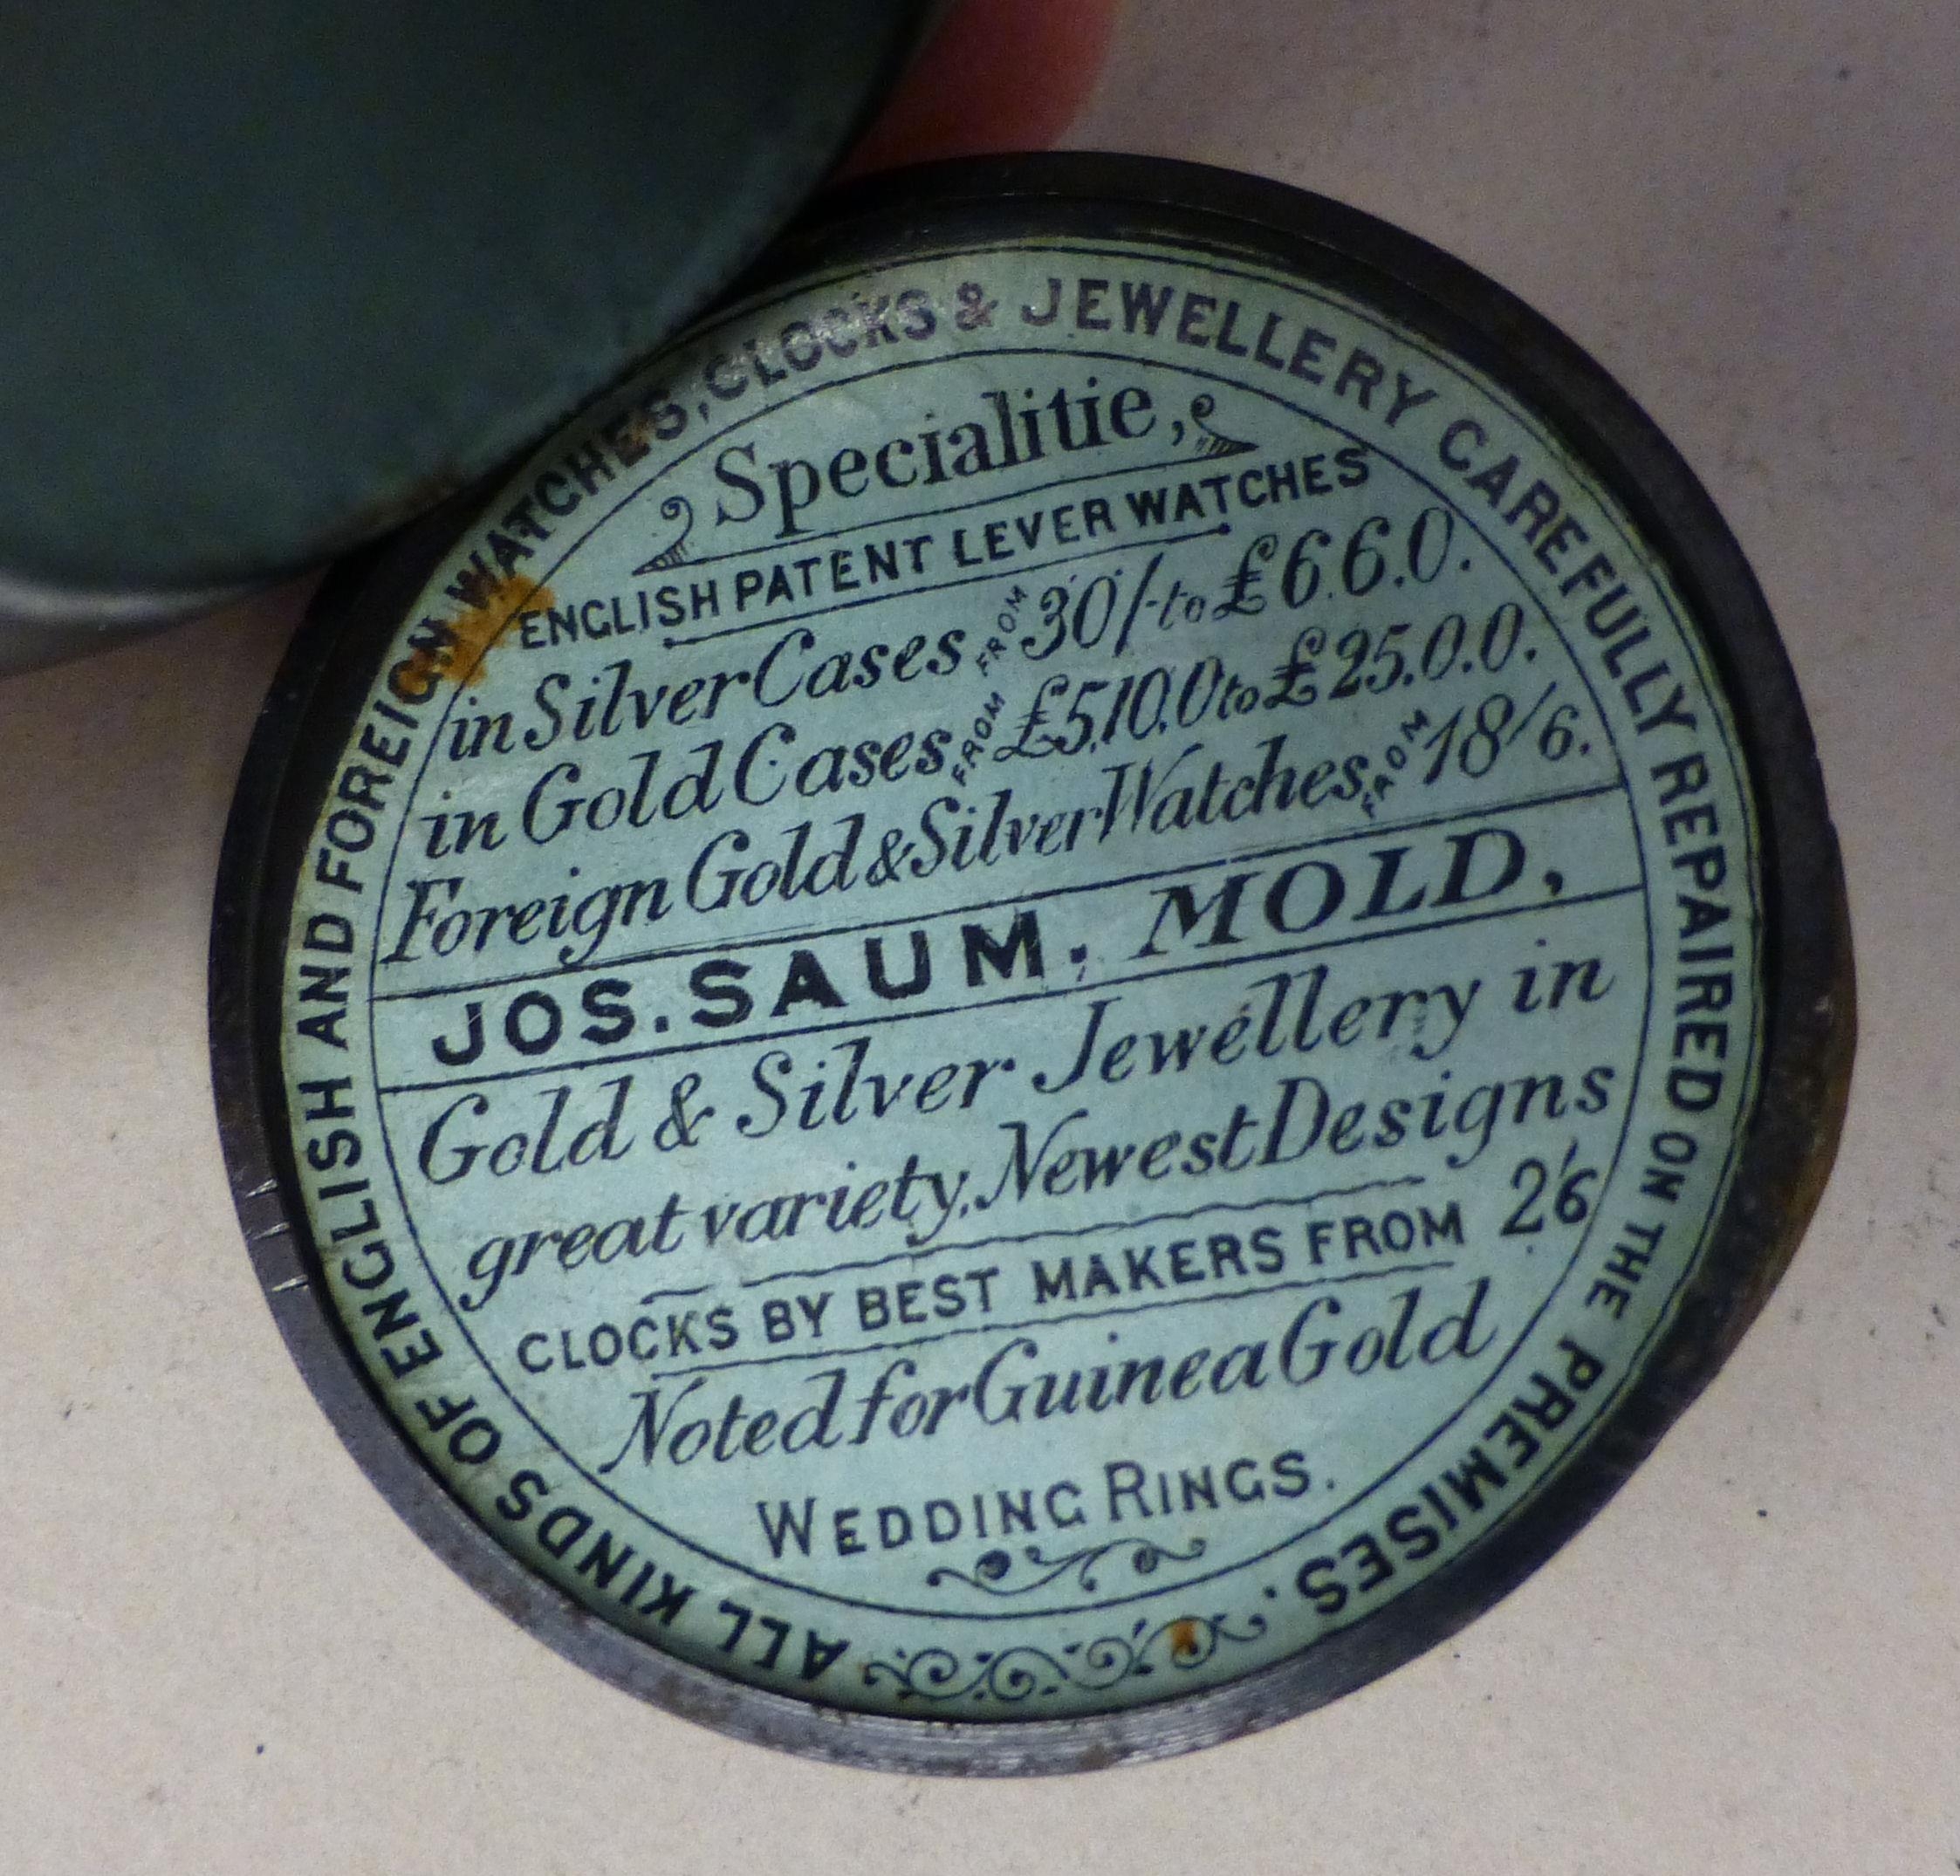 ALL KINDS OF ENGLISH AND FOREIGN WATCHES, CLOCKS & JEWELLERY CAREFULLY REPAIRED ON THE PREMISES.
Specialitie,
ENGLISH PATENT LEVER WATCHES
in Silver Cases FROM 30/- to £6.6.0.
in Gold Cases FROM £5.10.0 to £25.0.0.
Foreign Gold & Silver Watches FROM 18/6.
JOS. SAUM, MOLD,
Gold & Silver Jewellery in
great variety, Newest Designs
CLOCKS BY BEST MAKERS FROM 2/6
Noted for Guinea Gold
WEDDING RINGS.